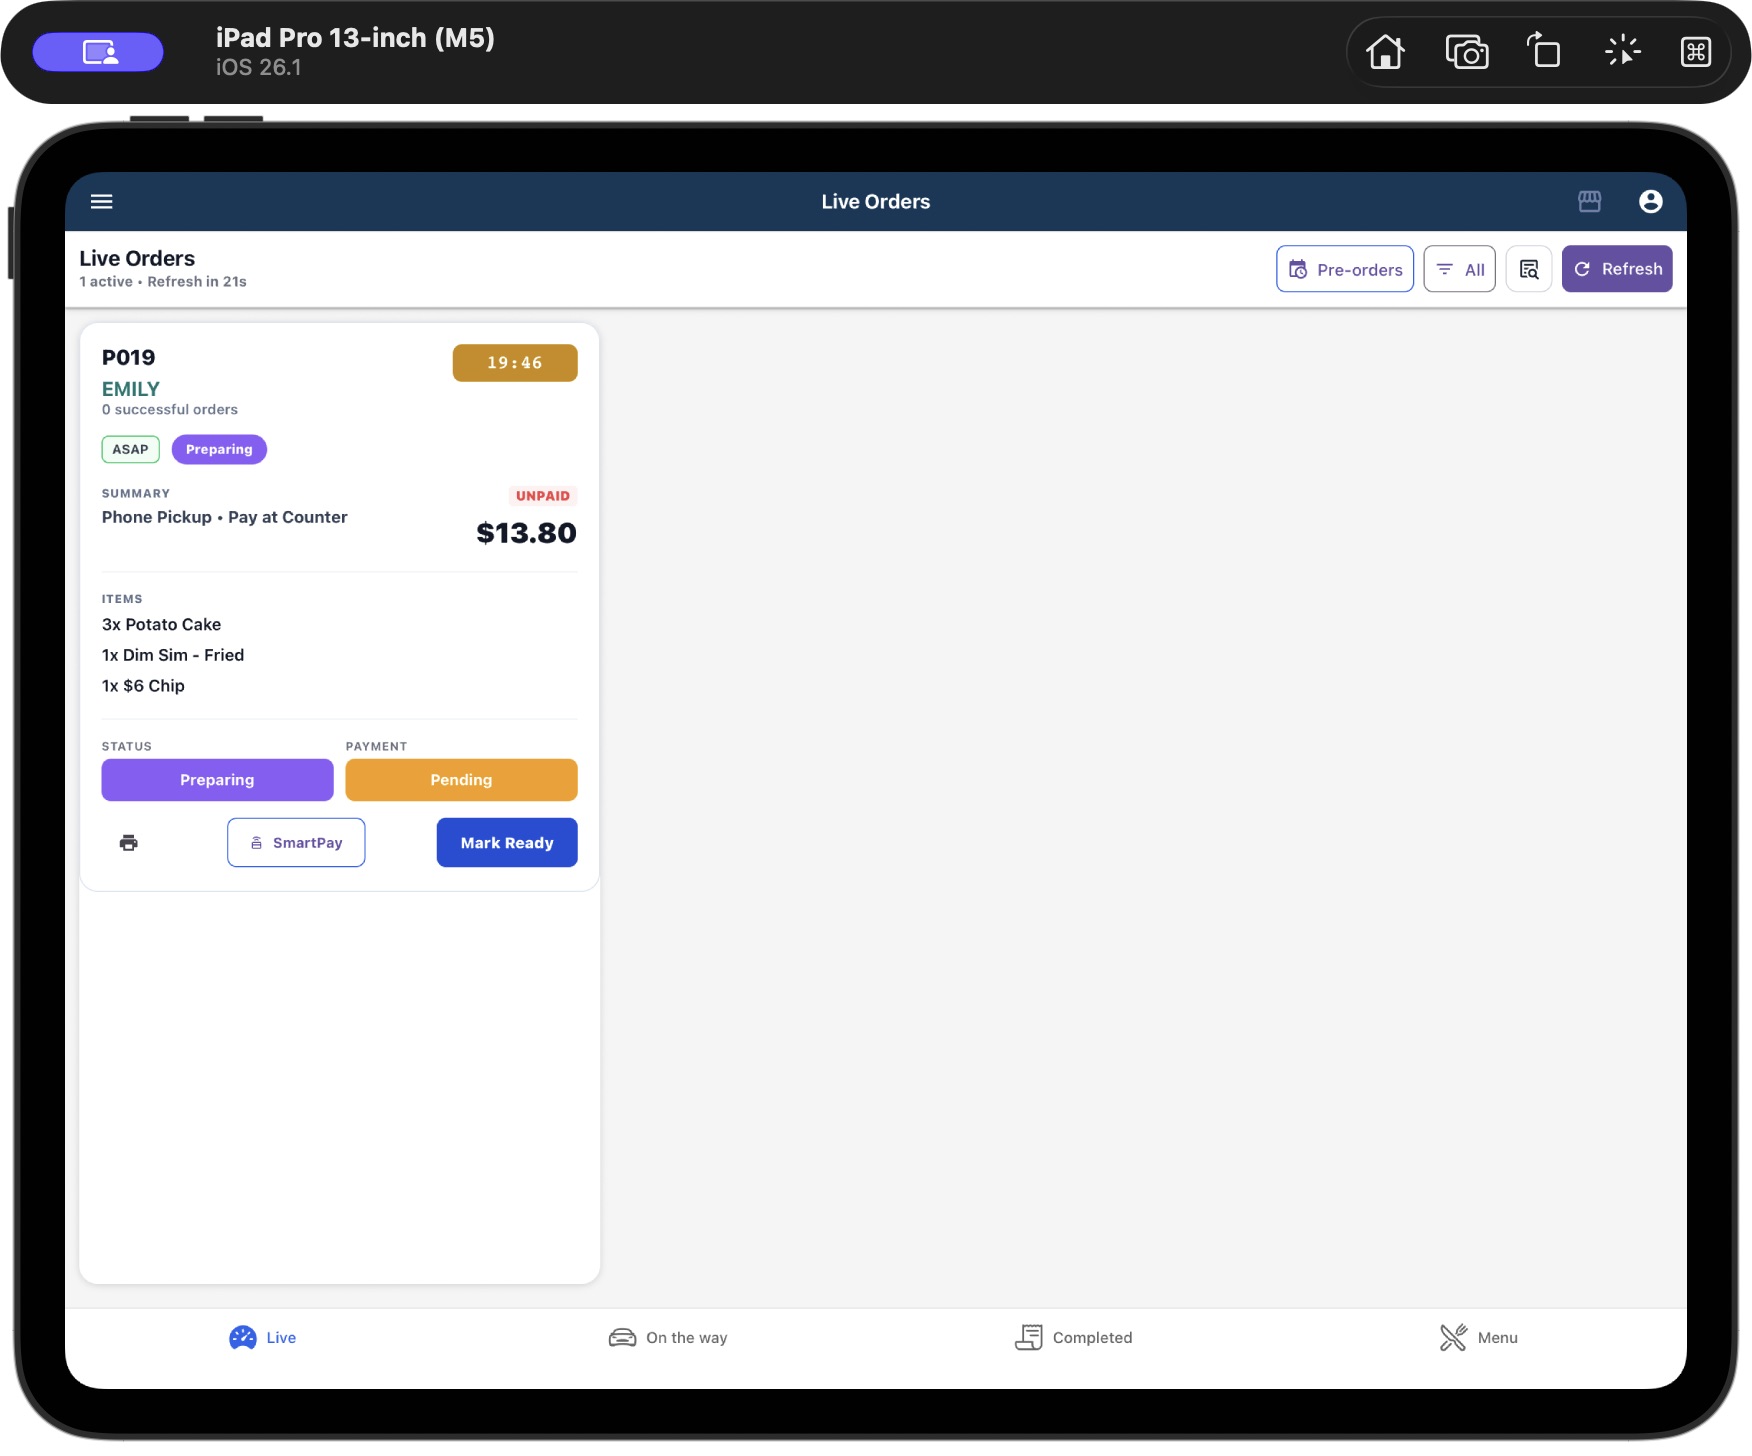 iPad Pro 13-inch (M5)
iOS 26.1
Live Orders
Live Orders
1 active • Refresh in 21s
Pre-orders
All
Refresh
P019
19:46
EMILY
0 successful orders
ASAP
Preparing
SUMMARY
UNPAID
Phone Pickup • Pay at Counter
$13.80
ITEMS
3x Potato Cake
1x Dim Sim - Fried
1x $6 Chip
STATUS
PAYMENT
Preparing
Pending
SmartPay
Mark Ready
Live
On the way
Completed
Menu